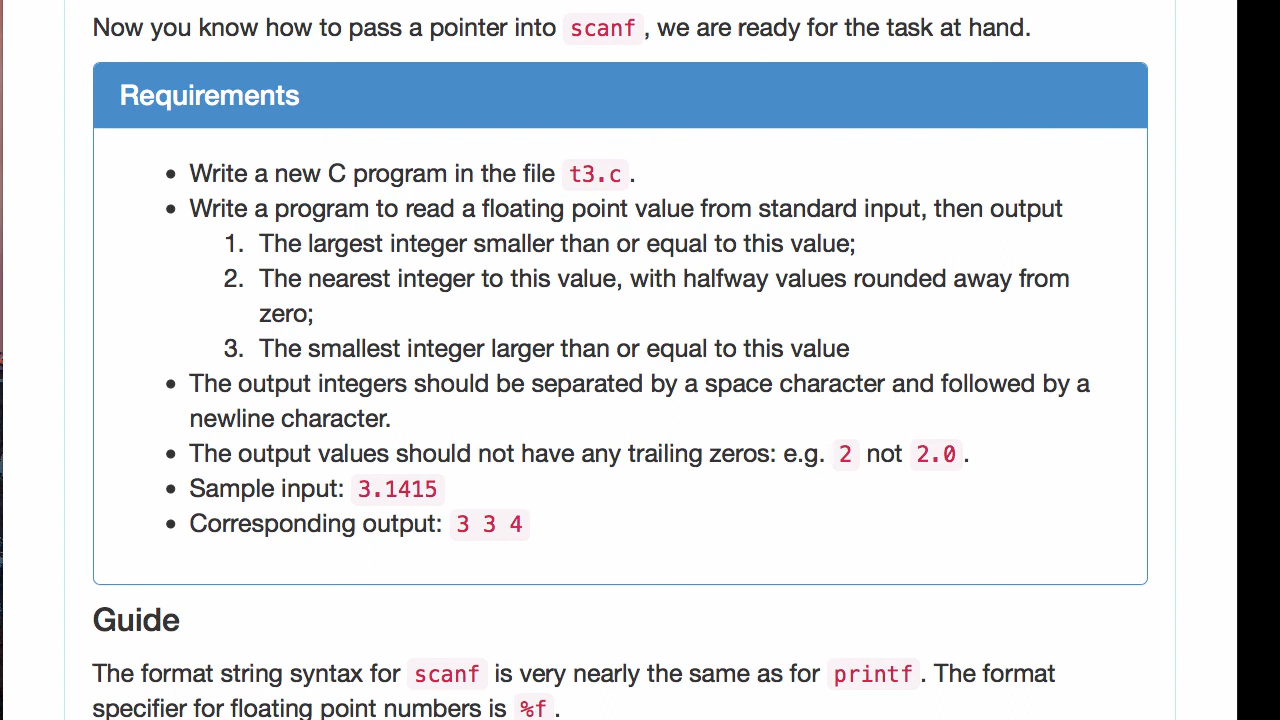 Now you know how to pass a pointer into scanf, we are ready for the task at hand.
Requirements
• Write a new C program in the file t3.c.
• Write a program to read a floating point value from standard input, then output
1. The largest integer smaller than or equal to this value;
2. The nearest integer to this value, with halfway values rounded away from
zero;
3. The smallest integer larger than or equal to this value
• The output integers should be separated by a space character and followed by a
newline character.
• The output values should not have any trailing zeros: e.g. 2 not 2.0.
• Sample input: 3.1415
• Corresponding output: 3 3 4
Guide
The format string syntax for scanf is very nearly the same as for printf. The format
specifier for floating point numbers is %f.